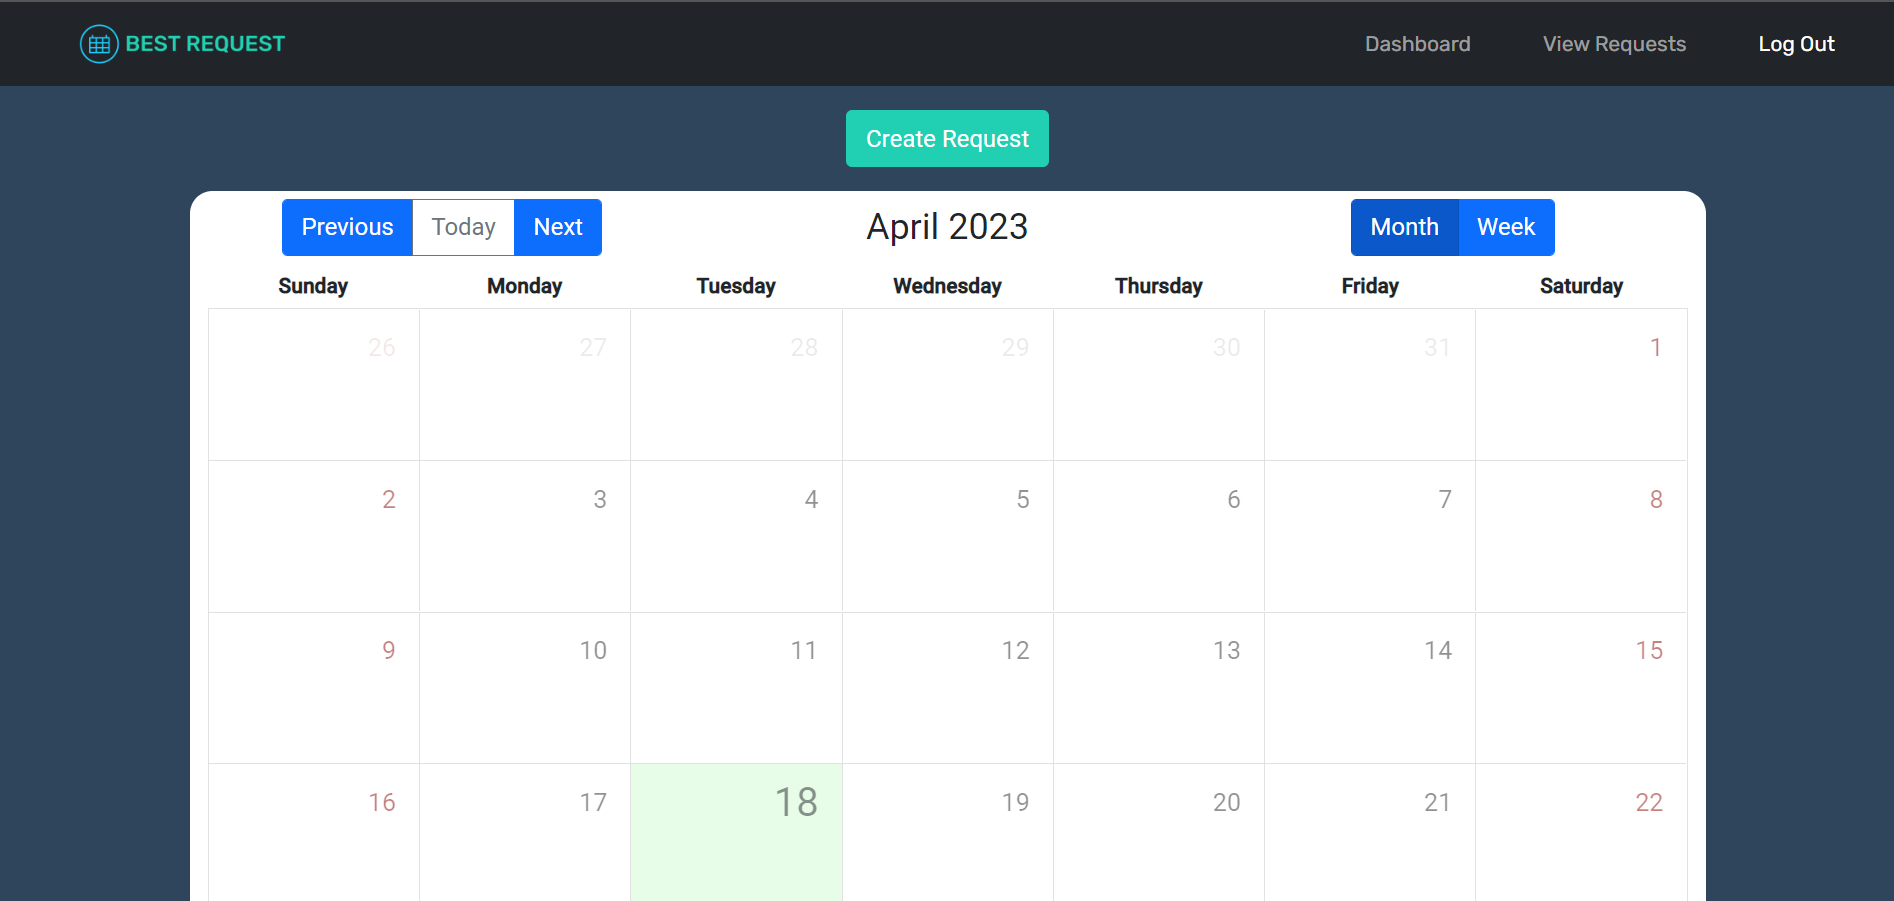 BEST REQUEST Dashboard View Requests Log Out
Create Request
Previous Today Next April 2023 Month Week
Sunday Monday Tuesday Wednesday Thursday Friday Saturday
26 27 28 29 30 31 1
2 3 4 5 6 7 8
9 10 11 12 13 14 15
16 17 18 19 20 21 22